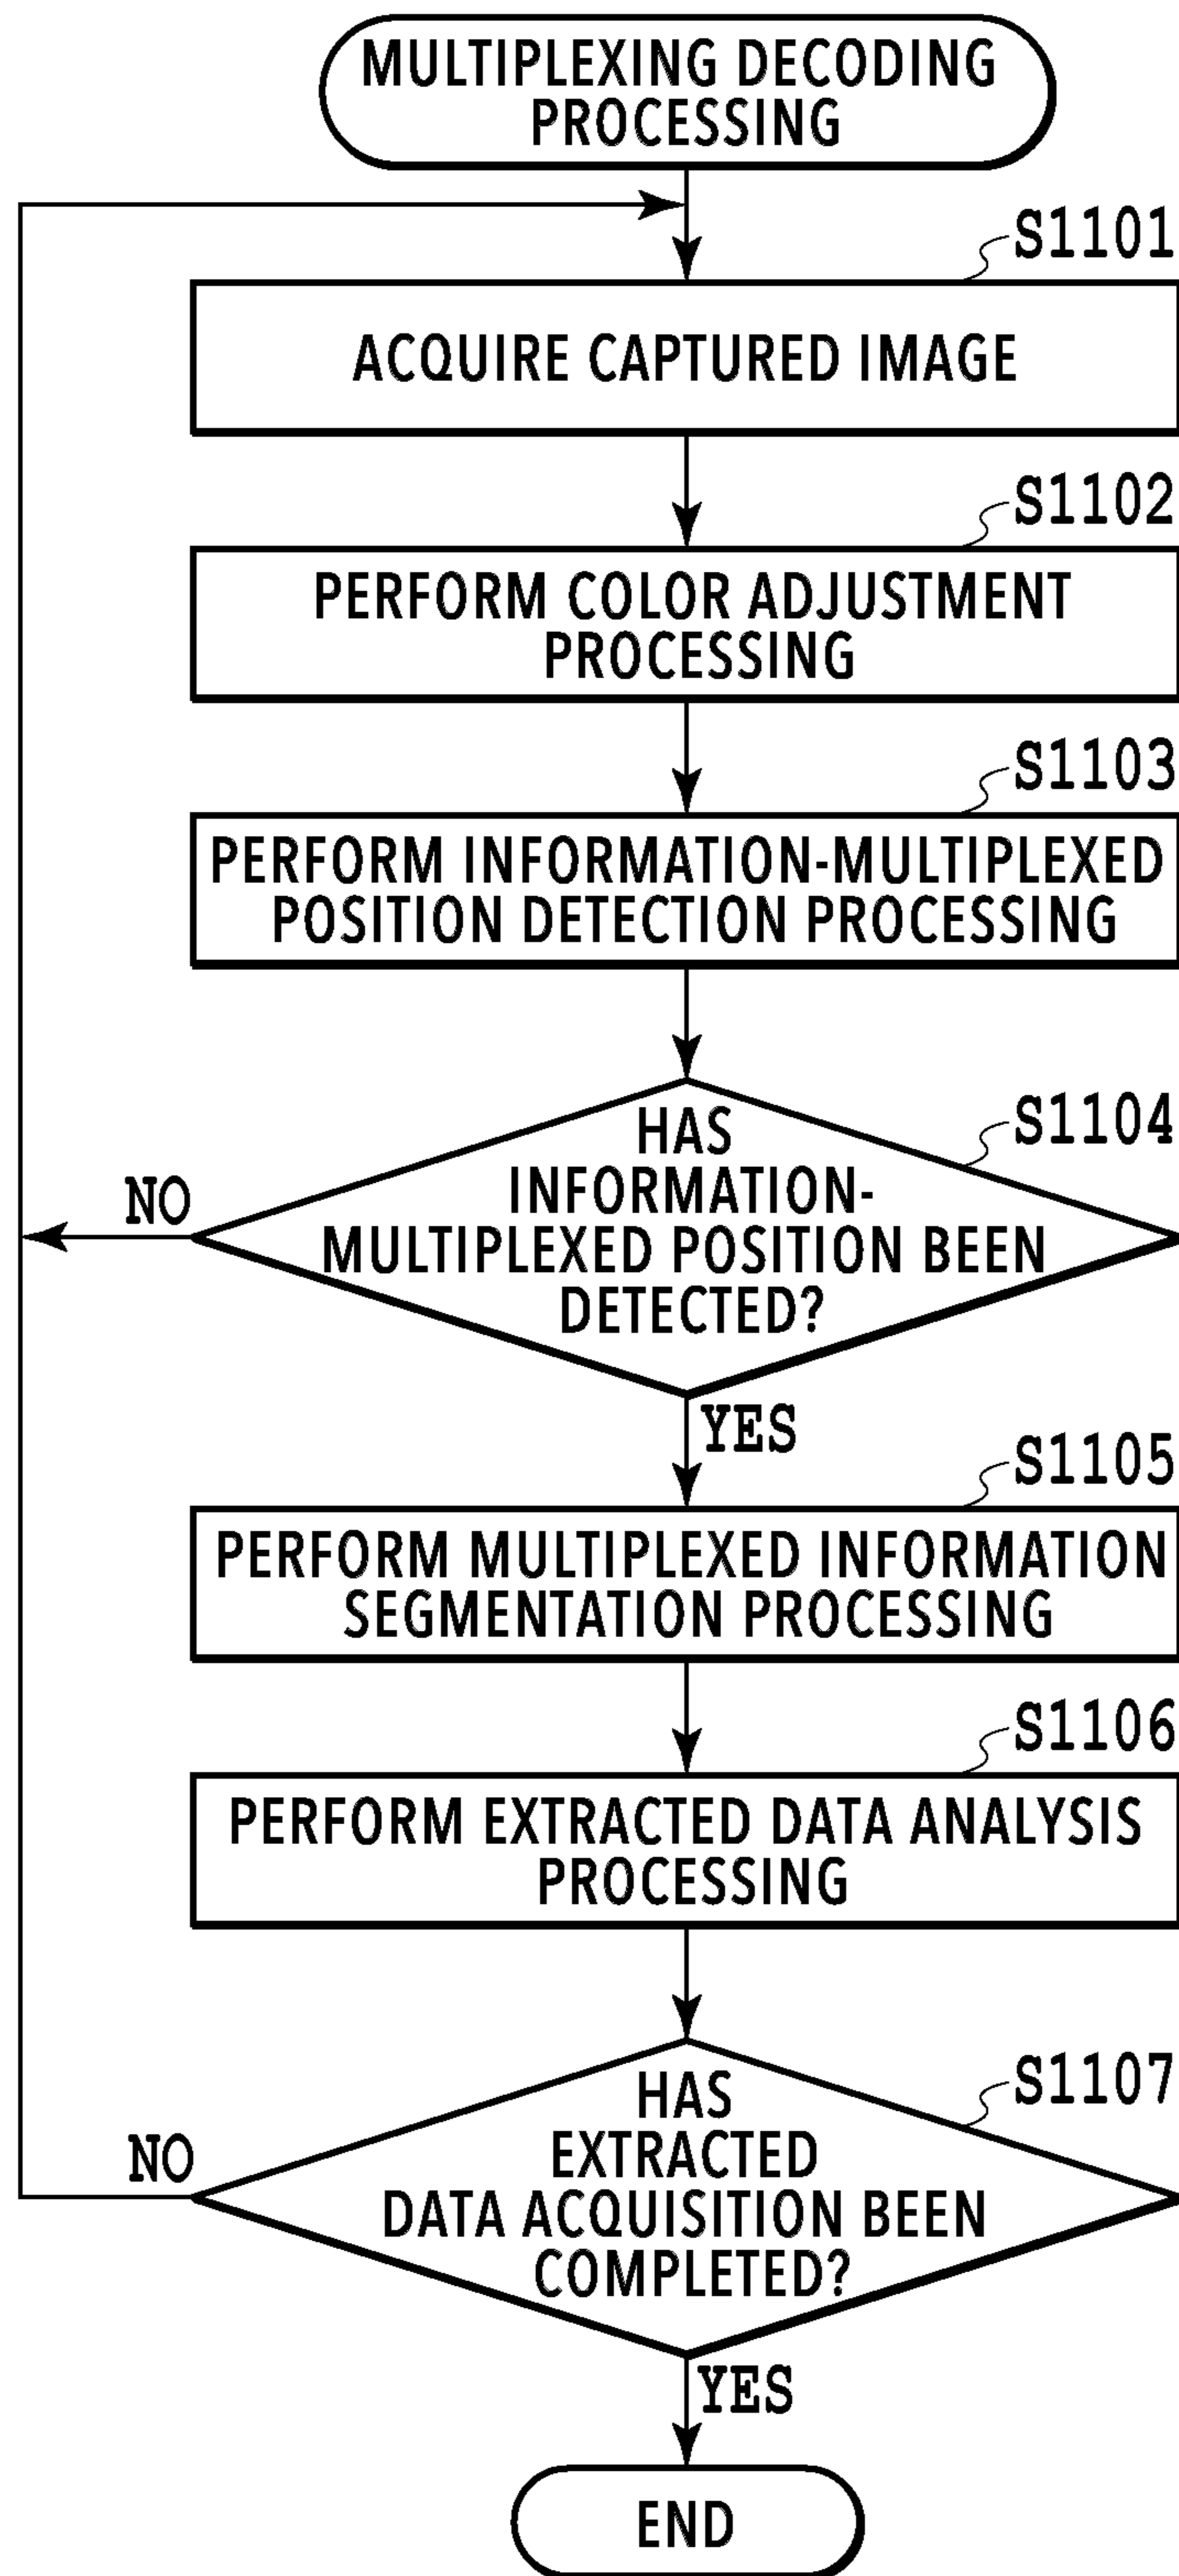 MULTIPLEXING DECODING
PROCESSING
S1101
ACQUIRE CAPTURED IMAGE
S1102
PERFORM COLOR ADJUSTMENT
PROCESSING
S1103
PERFORM INFORMATION-MULTIPLEXED
POSITION DETECTION PROCESSING
S1104
HAS
INFORMATION-
MULTIPLEXED POSITION BEEN
DETECTED?
NO
YES
S1105
PERFORM MULTIPLEXED INFORMATION
SEGMENTATION PROCESSING
S1106
PERFORM EXTRACTED DATA ANALYSIS
PROCESSING
S1107
HAS
EXTRACTED
DATA ACQUISITION BEEN
COMPLETED?
NO
YES
END